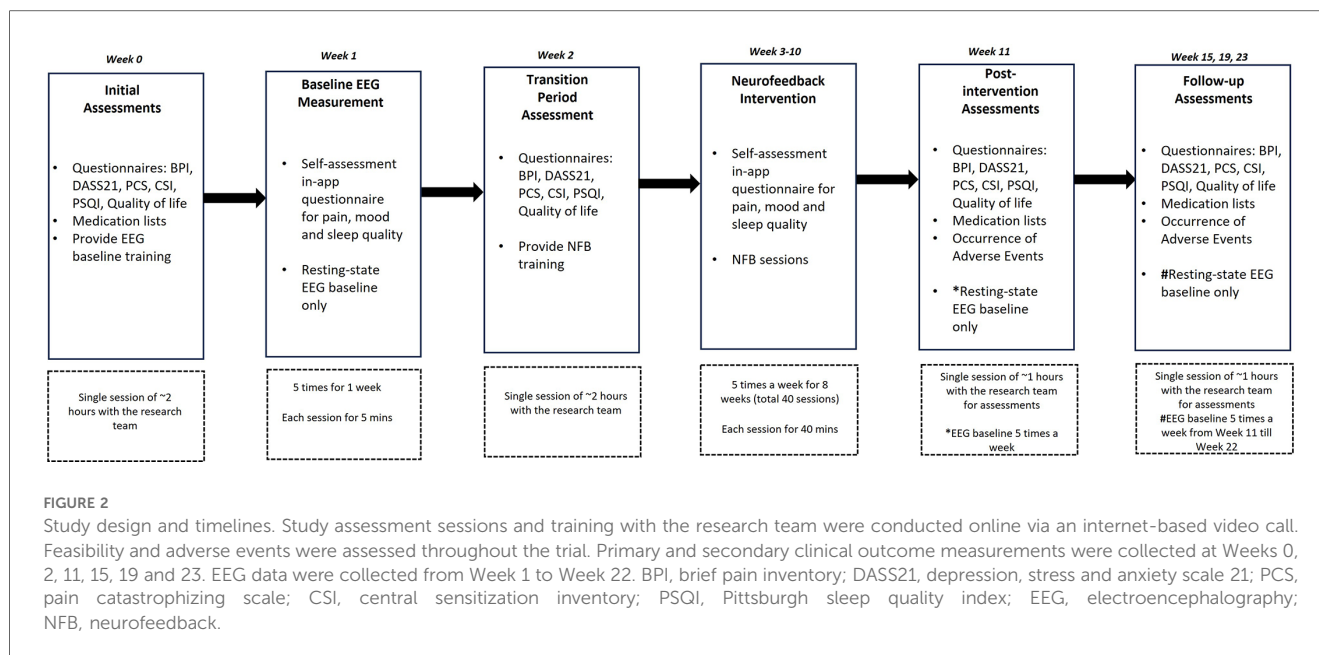 Week 0
Initial
Assessments
• Questionnaires: BPI,
DASS21, PCS, CSI,
PSQI, Quality of life
• Medication lists
• Provide EEG
baseline training
Single session of ~2
hours with the research
team
Week 1
Baseline EEG
Measurement
• Self-assessment
in-app
questionnaire
for pain, mood
and sleep quality
• Resting-state
EEG baseline
only
5 times for 1 week
Each session for 5 mins
Week 2
Transition
Period
Assessment
• Questionnaires:
BPI, DASS21,
PCS, CSI, PSQI,
Quality of life
• Provide NFB
training
Single session of ~2 hours
with the research team
Week 3-10
Neurofeedback
Intervention
• Self-assessment
in-app
questionnaire for
pain, mood and
sleep quality
• NFB sessions
5 times a week for 8
weeks (total 40 sessions)
Each session for 40 mins
Week 11
Post-
intervention
Assessments
• Questionnaires:
BPI, DASS21,
PCS, CSI, PSQI,
Quality of life
• Medication lists
• Occurrence of
Adverse Events
• *Resting-state
EEG baseline
only
Single session of ~1 hours
with the research team
for assessments
*EEG baseline 5 times a
week
Week 15, 19, 23
Follow-up
Assessments
• Questionnaires: BPI,
DASS21, PCS, CSI,
PSQI, Quality of life
• Medication lists
• Occurrence of
Adverse Events
• #Resting-state EEG
baseline only
Single session of ~1 hours
with the research team
for assessments
#EEG baseline 5 times a
week from Week 11 till
Week 22
FIGURE 2
Study design and timelines. Study assessment sessions and training with the research team were conducted online via an internet-based video call.
Feasibility and adverse events were assessed throughout the trial. Primary and secondary clinical outcome measurements were collected at Weeks 0,
2, 11, 15, 19 and 23. EEG data were collected from Week 1 to Week 22. BPI, brief pain inventory; DASS21, depression, stress and anxiety scale 21; PCS,
pain catastrophizing scale; CSI, central sensitization inventory; PSQI, Pittsburgh sleep quality index; EEG, electroencephalography;
NFB, neurofeedback.